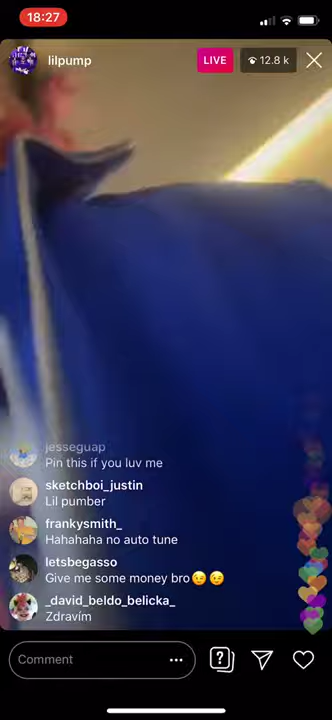 18:27
lilpump
LIVE
12.8 k
jesseguap
Pin this if you luv me
sketchboi_justin
Lil pumber
frankysmith_
Hahahaha no auto tune
letsbegasso
Give me some money bro😉😉
_david_beldo_belicka_
Zdravím
Comment